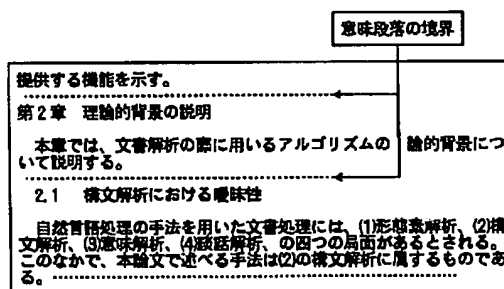 意味段落の境界
提供する機能を示す。
第2章 理論的背景の説明
本章では、文書解析の際に用いるアルゴリズムの 論的背景につ
いて説明する。
2.1 構文解析における曖昧性
自然言語処理の手法を用いた文書処理には、(1)形態素解析、(2)構
文解析、(3)意味解析、(4)談話解析、の四つの局面があるとされる。
このなかで、本論文で述べる手法は(2)の構文解析に属するものであ
る。